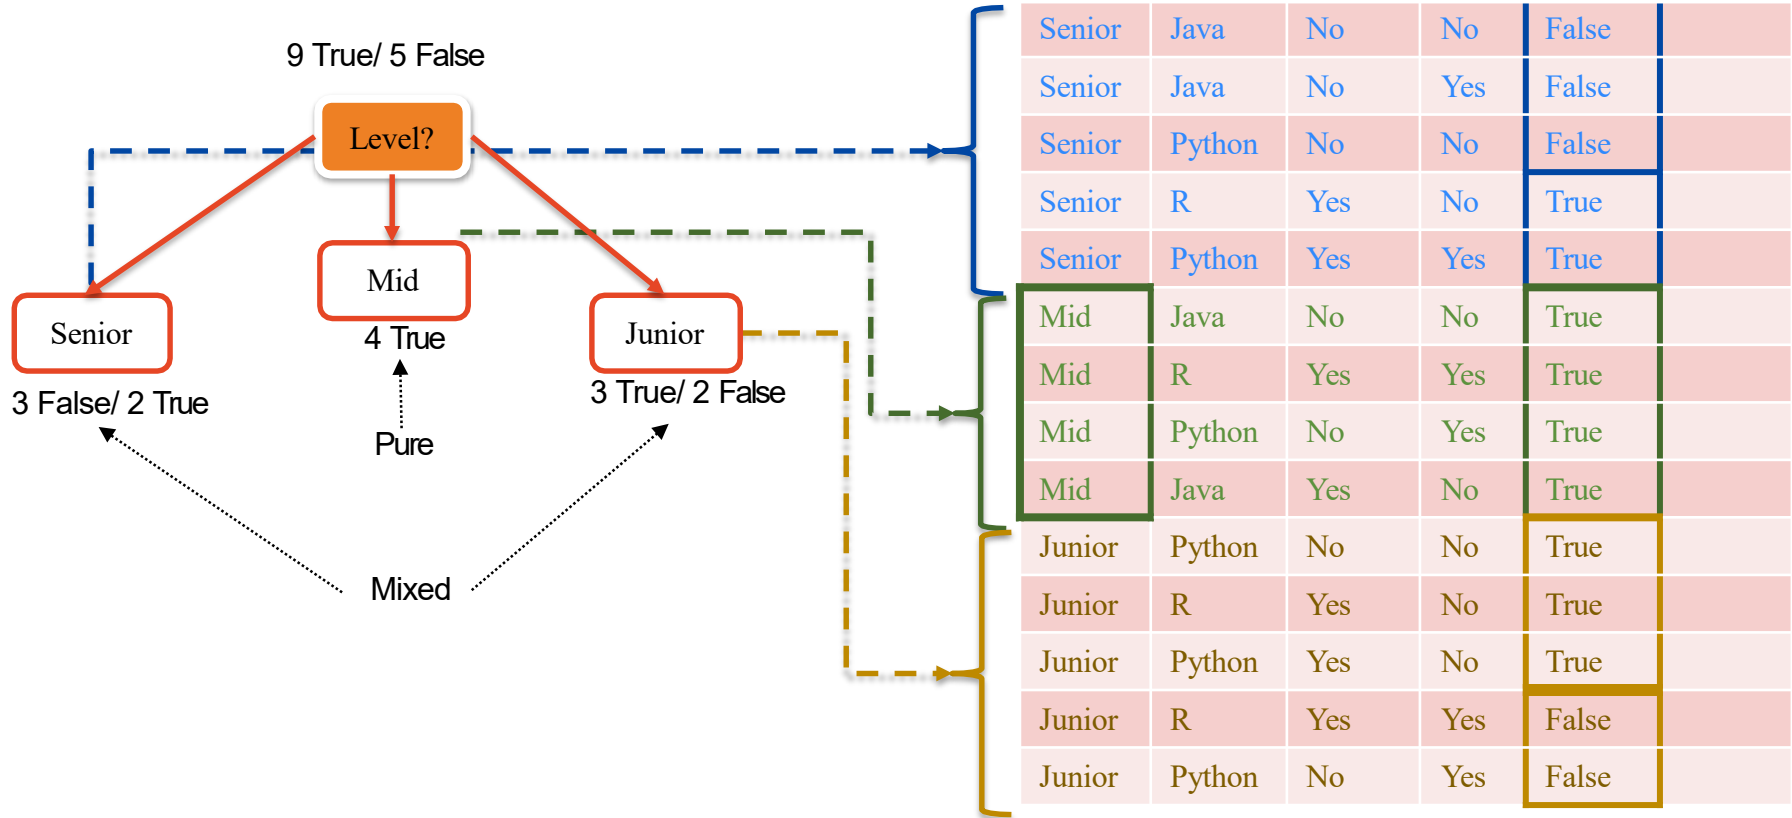 9 True/ 5 False
Level?
Mid
4 True
Senior
3 False/ 2 True
Junior
3 True/ 2 False
Pure
Mixed
Senior Java No No False
Senior Java No Yes False
Senior Python No No False
Senior R Yes No True
Senior Python Yes Yes True
Mid Java No No True
Mid R Yes Yes True
Mid Python No Yes True
Mid Java Yes No True
Junior Python No No True
Junior R Yes No True
Junior Python Yes No True
Junior R Yes Yes False
Junior Python No Yes False